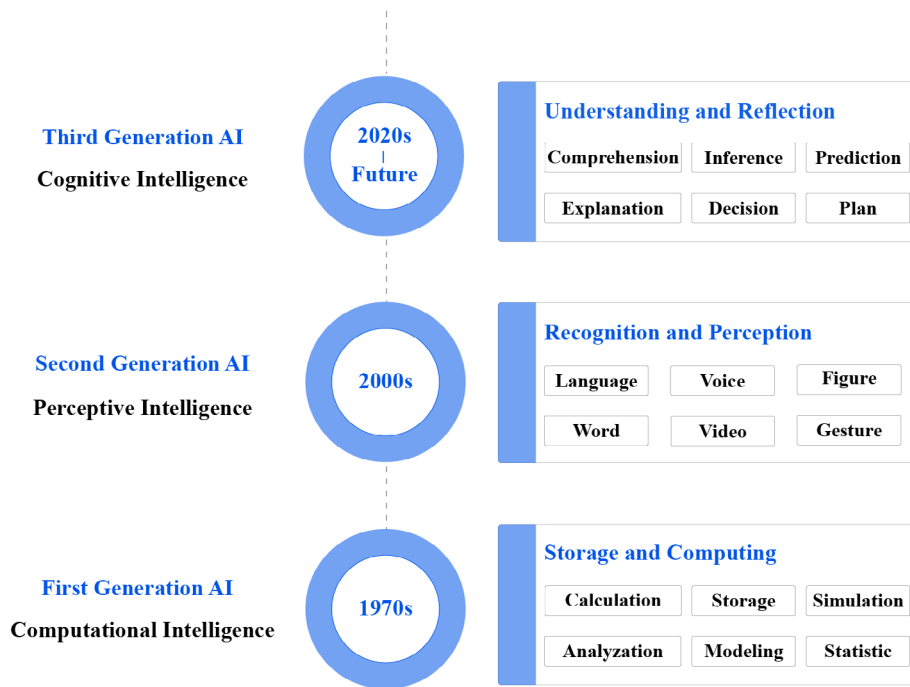 Third Generation AI
Cognitive Intelligence
2020s
Future
Understanding and Reflection
Comprehension
Inference
Prediction
Explanation
Decision
Plan
Second Generation AI
Perceptive Intelligence
2000s
Recognition and Perception
Language
Voice
Figure
Word
Video
Gesture
First Generation AI
Computational Intelligence
1970s
Storage and Computing
Calculation
Storage
Simulation
Analyzation
Modeling
Statistic